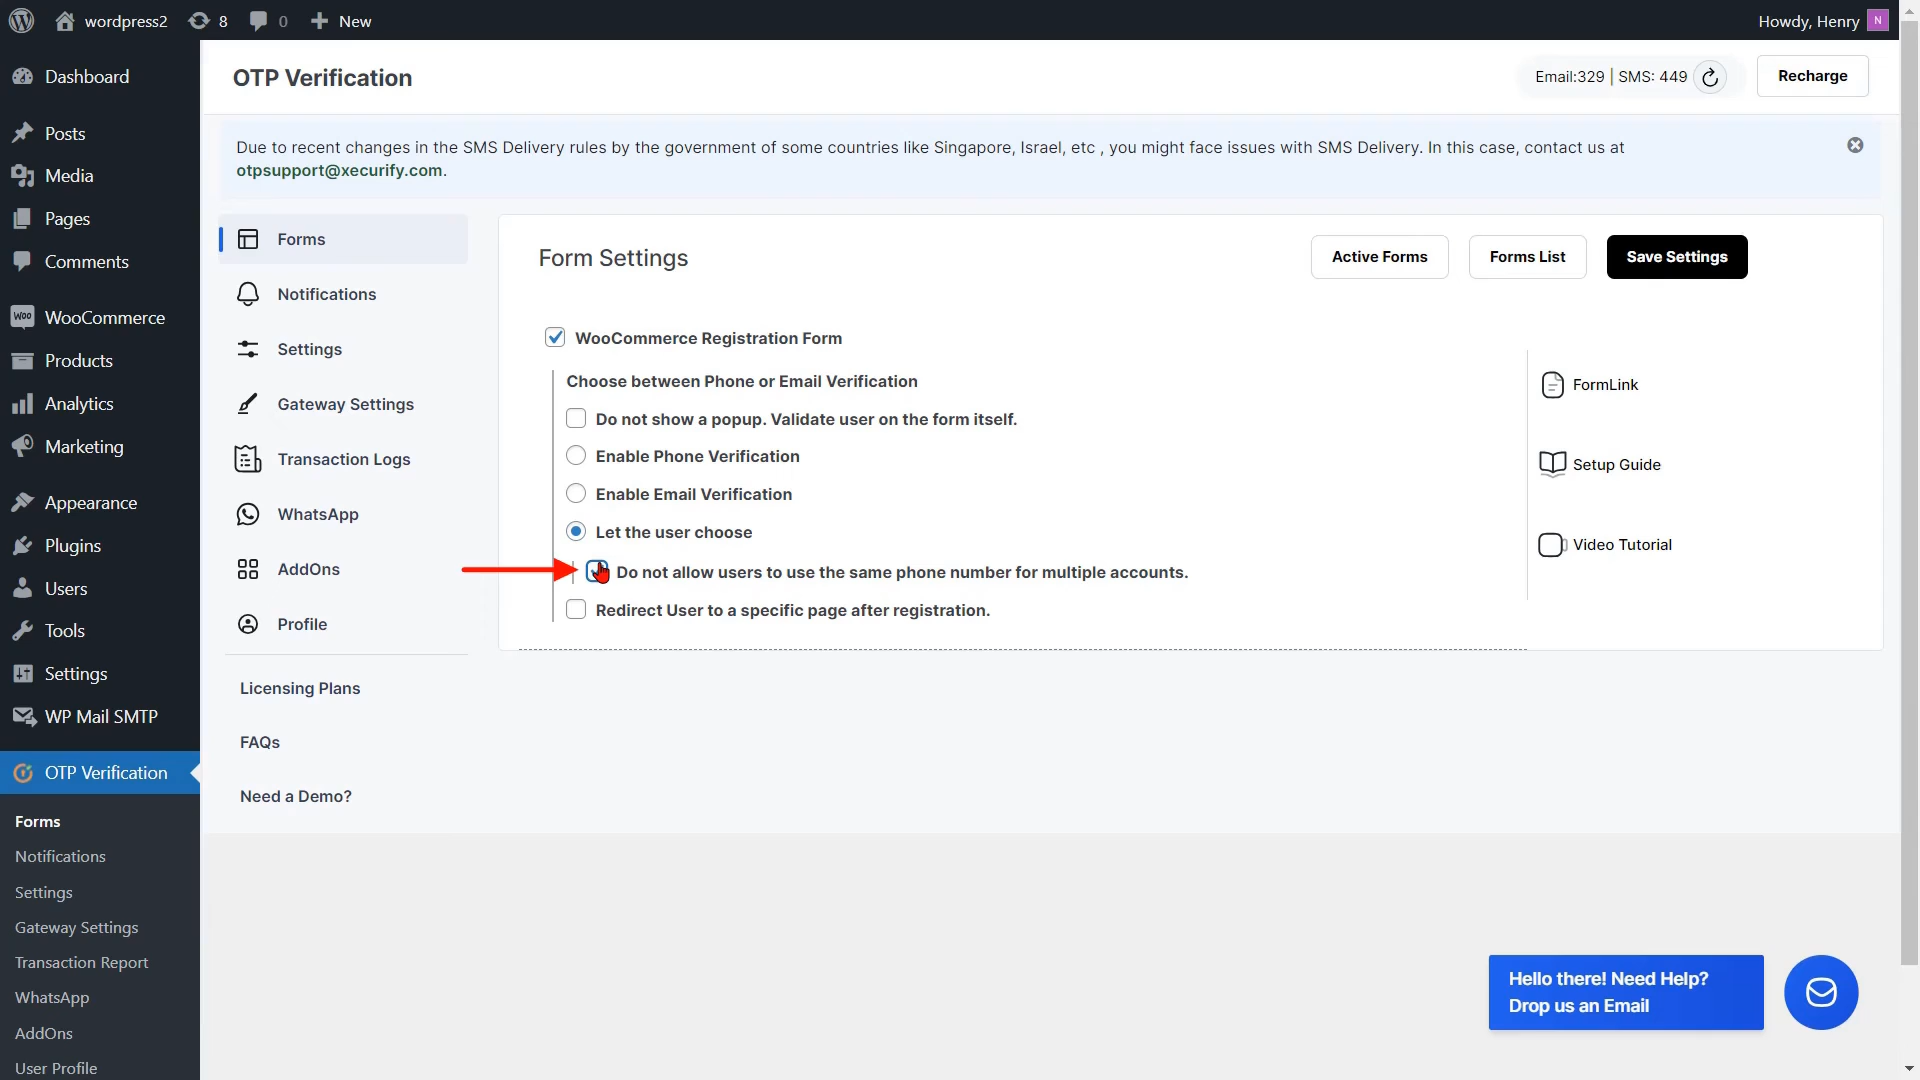 wordpress2
8
0
New
Howdy, Henry
N
Dashboard
Posts
Media
Pages
Comments
Woo
WooCommerce
Products
Analytics
Marketing
Appearance
Plugins
Users
Tools
Settings
WP Mail SMTP
OTP Verification
Forms
Notifications
Settings
Gateway Settings
Transaction Report
WhatsApp
AddOns
User Profile
OTP Verification
Email:329 | SMS: 449
Recharge
Due to recent changes in the SMS Delivery rules by the government of some countries like Singapore, Israel, etc , you might face issues with SMS Delivery. In this case, contact us at
otpsupport@xecurify.com.
Forms
Notifications
Settings
Gateway Settings
Transaction Logs
WhatsApp
AddOns
Profile
Licensing Plans
FAQs
Need a Demo?
Form Settings
Active Forms
Forms List
Save Settings
WooCommerce Registration Form
Choose between Phone or Email Verification
Do not show a popup. Validate user on the form itself.
Enable Phone Verification
Enable Email Verification
Let the user choose
Do not allow users to use the same phone number for multiple accounts.
Redirect User to a specific page after registration.
FormLink
Setup Guide
Video Tutorial
Hello there! Need Help?
Drop us an Email